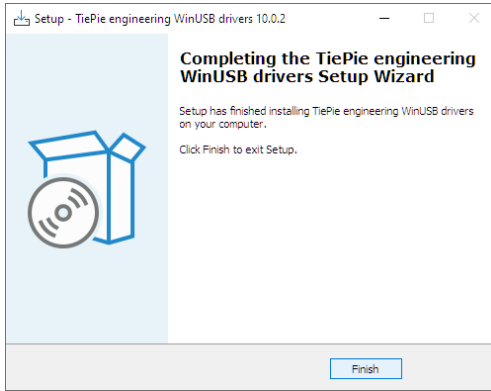 Setup - TiePie engineering WinUSB drivers 10.0.2
Completing the TiePie engineering
WinUSB drivers Setup Wizard
Setup has finished installing TiePie engineering WinUSB drivers
on your computer.
Click Finish to exit Setup.
Finish